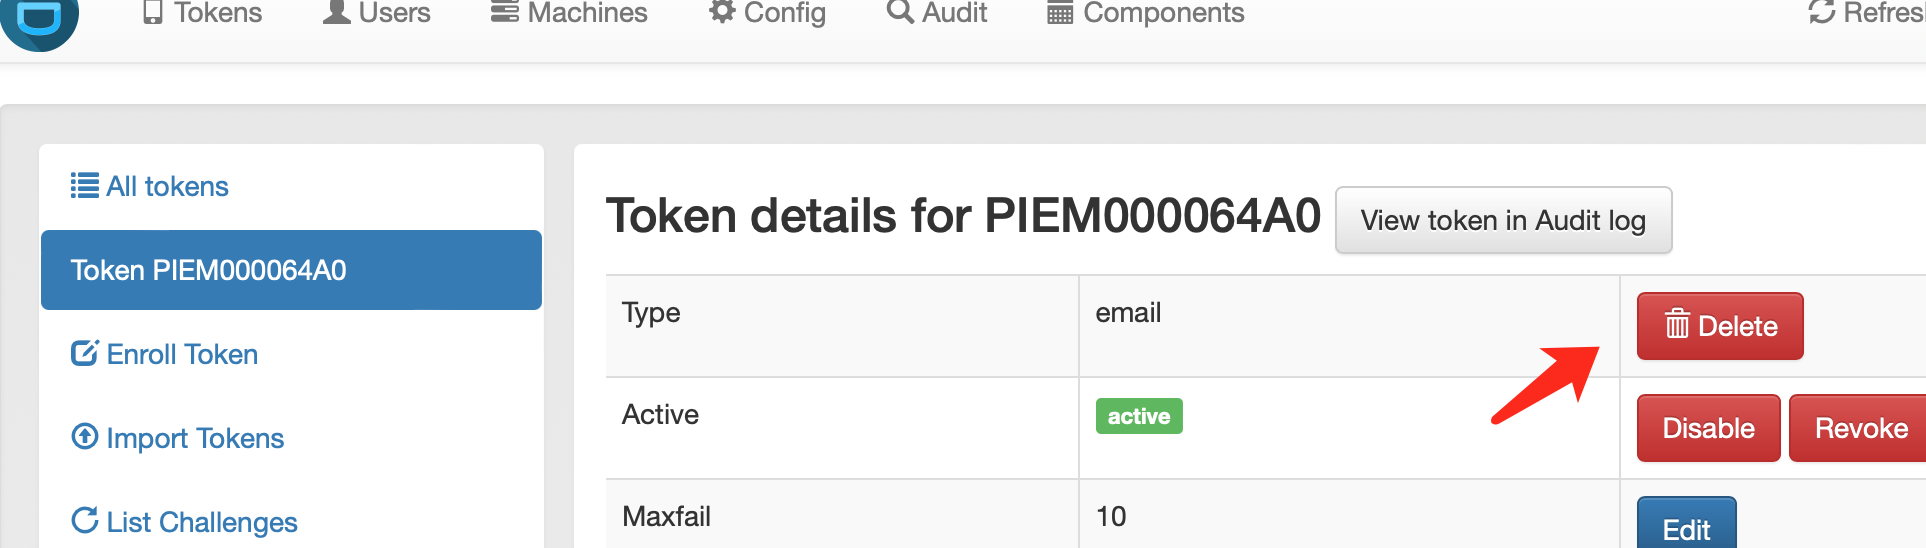 Tokens Users Machines Config Audit Components
All tokens
Token PIEM000064A0
Enroll Token
Import Tokens
List Challenges
Token details for PIEM000064A0 View token in Audit log
Type email Delete
Active active Disable Revoke
Maxfail 10 Edit